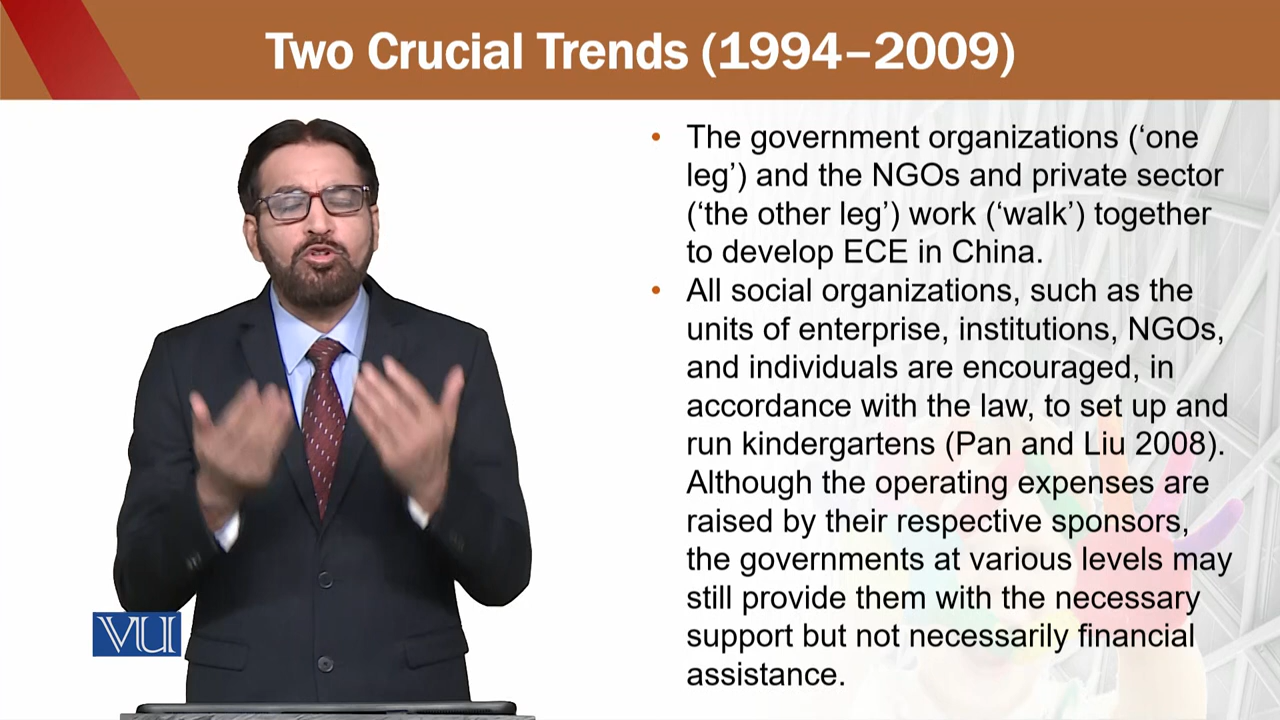 Two Crucial Trends (1994–2009)
• The government organizations (‘one
leg’) and the NGOs and private sector
(‘the other leg’) work (‘walk’) together
to develop ECE in China.
• All social organizations, such as the
units of enterprise, institutions, NGOs,
and individuals are encouraged, in
accordance with the law, to set up and
run kindergartens (Pan and Liu 2008).
Although the operating expenses are
raised by their respective sponsors,
the governments at various levels may
still provide them with the necessary
support but not necessarily financial
assistance.
VU